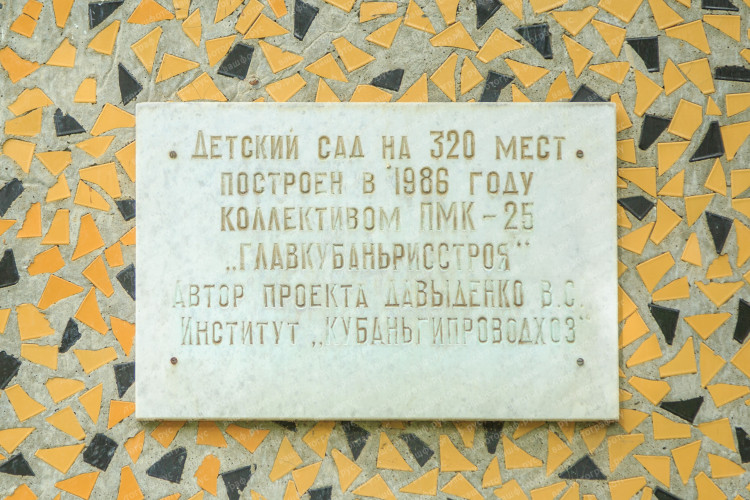 Детский сад на 320 мест
построен в 1986 году
коллективом ПМК-25
„Главкубаньрисстроя“
Автор проекта Давыденко В.С.
Институт „Кубаньгипроводхоз“